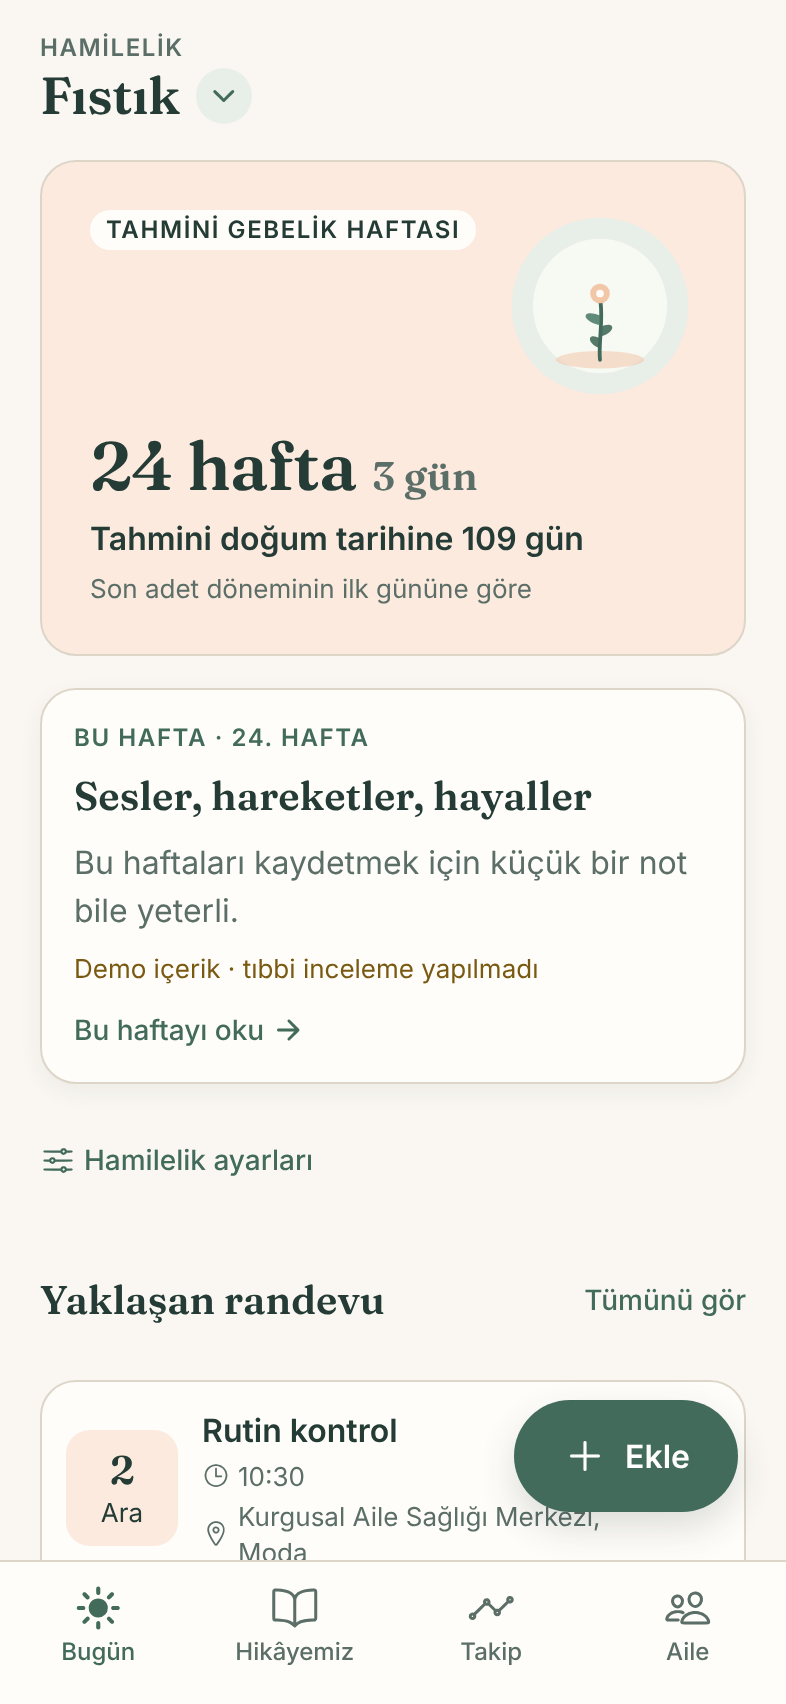 HAMİLELİK
Fıstık
TAHMİNİ GEBELİK HAFTASI
24 hafta 3 gün
Tahmini doğum tarihine 109 gün
Son adet döneminin ilk gününe göre
BU HAFTA · 24. HAFTA
Sesler, hareketler, hayaller
Bu haftaları kaydetmek için küçük bir not
bile yeterli.
Demo içerik · tıbbi inceleme yapılmadı
Bu haftayı oku →
Hamilelik ayarları
Yaklaşan randevu
Tümünü gör
2
Ara
Rutin kontrol
10:30
Kurgusal Aile Sağlığı Merkezi,
Moda
Ekle
Bugün
Hikâyemiz
Takip
Aile